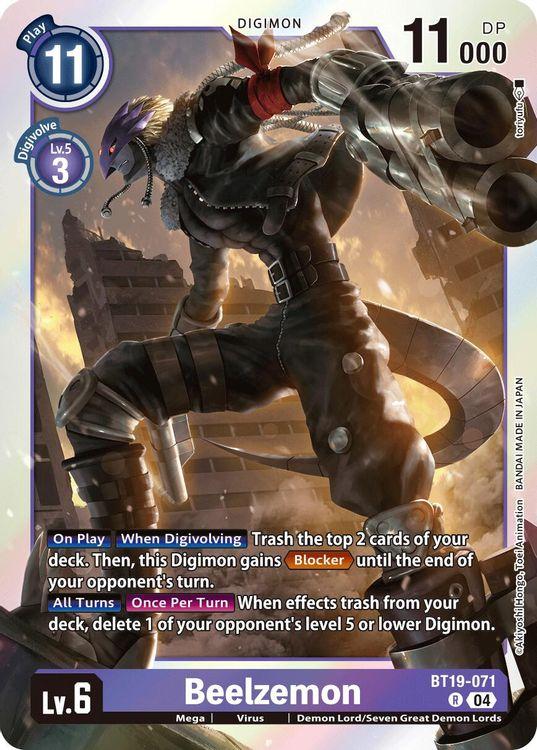 DIGIMON
Play
11
11000
DP
Digivolve
Lv.5
3
toriyufu
On Play When Digivolving Trash the top 2 cards of your
deck. Then, this Digimon gains Blocker until the end of
your opponent's turn.
All Turns Once Per Turn When effects trash from your
deck, delete 1 of your opponent's level 5 or lower Digimon.
©Akiyoshi Hongo, Toei Animation BANDAI MADE IN JAPAN
Lv.6
Beelzemon
BT19-071
R 04
Mega | Virus | Demon Lord/Seven Great Demon Lords